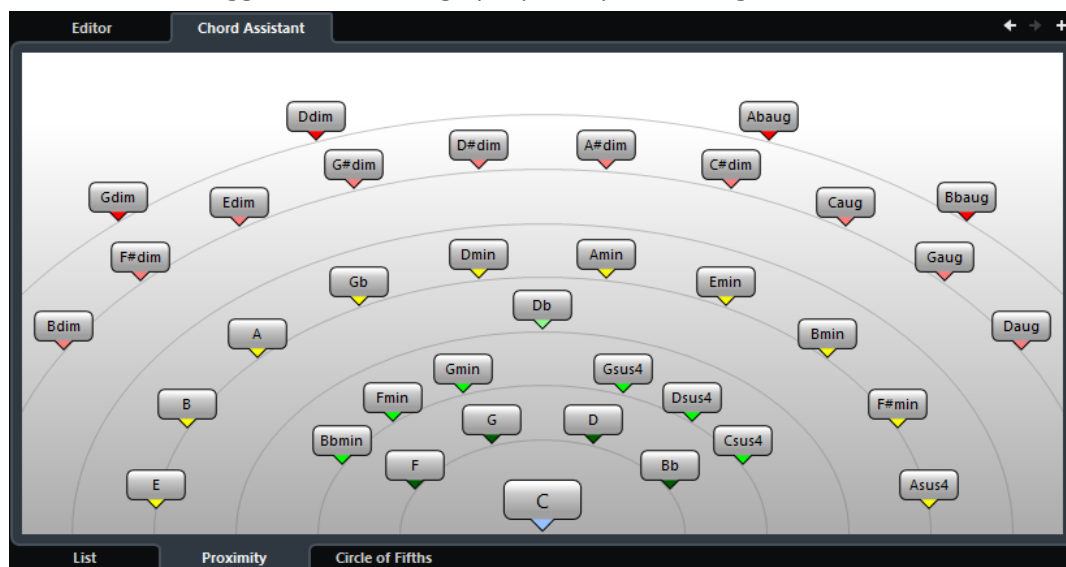 Editor
Chord Assistant
Ddim
Abaug
D#dim
A#dim
G#dim
C#dim
Gdim
Edim
Caug
Bbaug
F#dim
Dmin
Amin
Gaug
Gb
Emin
Db
Bdim
A
Bmin
Daug
Gmin
Gsus4
B
Fmin
Dsus4
F#min
G
D
Bbmin
Csus4
F
Bb
E
C
Asus4
List
Proximity
Circle of Fifths